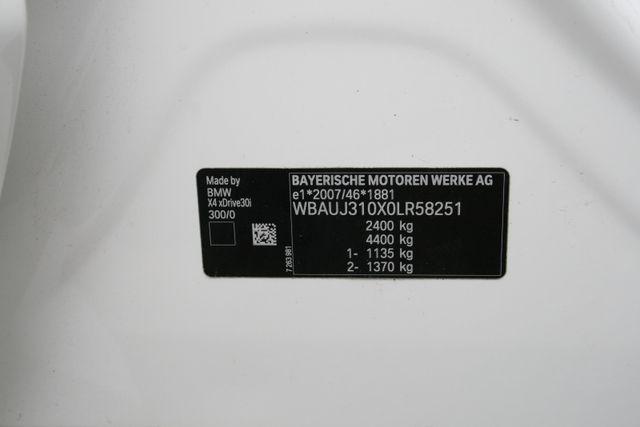 Made by
BMW
X4 xDrive30i
300/0
7 263 981
BAYERISCHE MOTOREN WERKE AG
e1*2007/46*1881
WBAUJ310X0LR58251
2400 kg
4400 kg
1- 1135 kg
2- 1370 kg